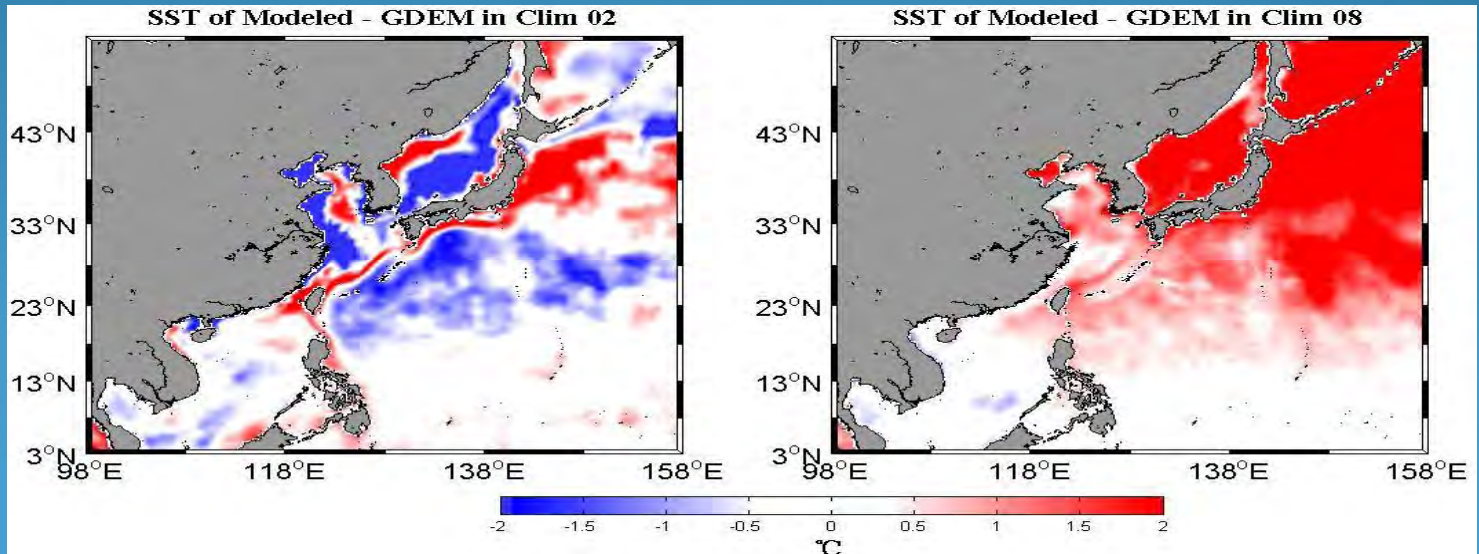 SST of Modeled - GDEM in Clim 02
43°N
33°N
23°N
13°N
3°N
98°E 118°E 138°E 158°E
SST of Modeled - GDEM in Clim 08
43°N
33°N
23°N
13°N
3°N
98°E 118°E 138°E 158°E
-2 -1.5 -1 -0.5 0 0.5 1 1.5 2
°C